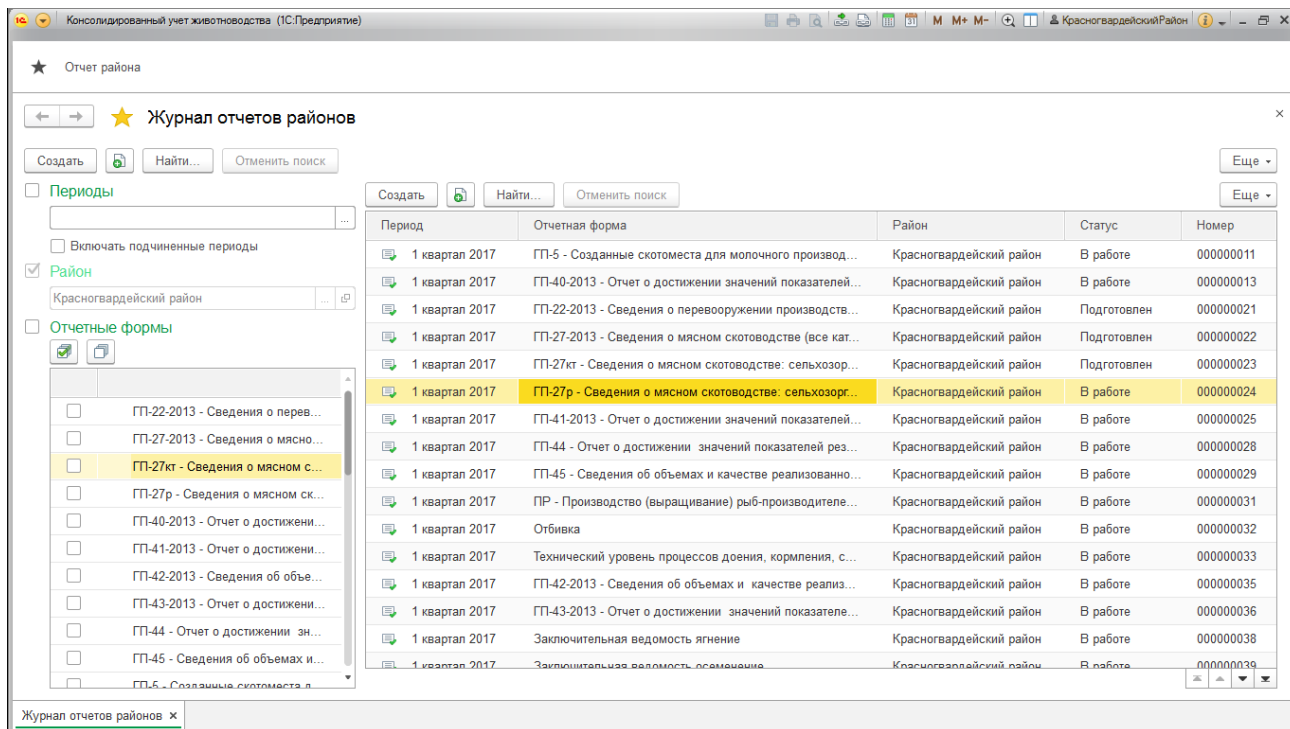 Консолидированный учет животноводства (1С:Предприятие) M M+ M- КрасногвардейскийРайон
Отчет района
Журнал отчетов районов
Создать Найти... Отменить поиск Еще
Периоды
...
Включать подчиненные периоды
Район
Красногвардейский район ...
Отчетные формы
ГП-22-2013 - Сведения о перев...
ГП-27-2013 - Сведения о мясно...
ГП-27кт - Сведения о мясном с...
ГП-27р - Сведения о мясном ск...
ГП-40-2013 - Отчет о достижени...
ГП-41-2013 - Отчет о достижени...
ГП-42-2013 - Сведения об объе...
ГП-43-2013 - Отчет о достижени...
ГП-44 - Отчет о достижении зн...
ГП-45 - Сведения об объемах и...
ГП-5 - Созданные скотоместа д...
Создать Найти... Отменить поиск Еще
Период Отчетная форма Район Статус Номер
1 квартал 2017 ГП-5 - Созданные скотоместа для молочного производ... Красногвардейский район В работе 000000011
1 квартал 2017 ГП-40-2013 - Отчет о достижении значений показателей... Красногвардейский район В работе 000000013
1 квартал 2017 ГП-22-2013 - Сведения о перевооружении производств... Красногвардейский район Подготовлен 000000021
1 квартал 2017 ГП-27-2013 - Сведения о мясном скотоводстве (все кат... Красногвардейский район Подготовлен 000000022
1 квартал 2017 ГП-27кт - Сведения о мясном скотоводстве: сельхозор... Красногвардейский район Подготовлен 000000023
1 квартал 2017 ГП-27р - Сведения о мясном скотоводстве: сельхозорг... Красногвардейский район В работе 000000024
1 квартал 2017 ГП-41-2013 - Отчет о достижении значений показателей... Красногвардейский район В работе 000000025
1 квартал 2017 ГП-44 - Отчет о достижении значений показателей рез... Красногвардейский район В работе 000000028
1 квартал 2017 ГП-45 - Сведения об объемах и качестве реализованно... Красногвардейский район В работе 000000029
1 квартал 2017 ПР - Производство (выращивание) рыб-производителе... Красногвардейский район В работе 000000031
1 квартал 2017 Отбивка Красногвардейский район В работе 000000032
1 квартал 2017 Технический уровень процессов доения, кормления, с... Красногвардейский район В работе 000000033
1 квартал 2017 ГП-42-2013 - Сведения об объемах и качестве реализ... Красногвардейский район В работе 000000035
1 квартал 2017 ГП-43-2013 - Отчет о достижении значений показателе... Красногвардейский район В работе 000000036
1 квартал 2017 Заключительная ведомость ягнение Красногвардейский район В работе 000000038
1 квартал 2017 Заключительная ведомость осеменение Красногвардейский район В работе 000000039
Журнал отчетов районов